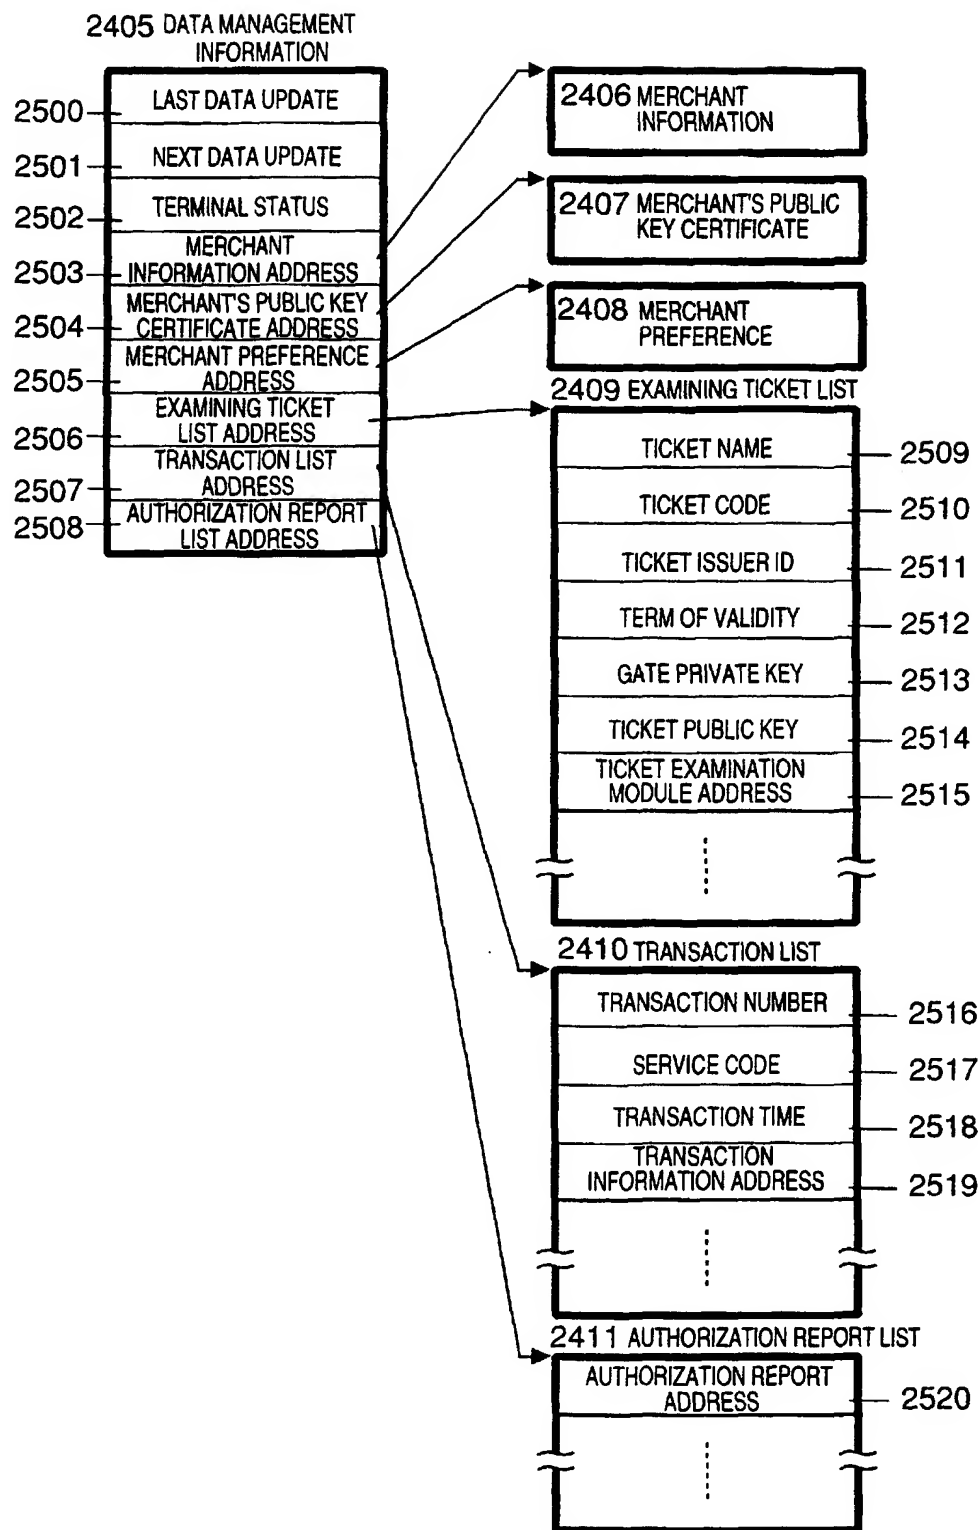 2405 DATA MANAGEMENT
INFORMATION
2500
LAST DATA UPDATE
2501
NEXT DATA UPDATE
2502
TERMINAL STATUS
2503
MERCHANT
INFORMATION ADDRESS
2504
MERCHANT'S PUBLIC KEY
CERTIFICATE ADDRESS
2505
MERCHANT PREFERENCE
ADDRESS
2506
EXAMINING TICKET
LIST ADDRESS
2507
TRANSACTION LIST
ADDRESS
2508
AUTHORIZATION REPORT
LIST ADDRESS
2406 MERCHANT
INFORMATION
2407 MERCHANT'S PUBLIC
KEY CERTIFICATE
2408 MERCHANT
PREFERENCE
2409 EXAMINING TICKET LIST
TICKET NAME
2509
TICKET CODE
2510
TICKET ISSUER ID
2511
TERM OF VALIDITY
2512
GATE PRIVATE KEY
2513
TICKET PUBLIC KEY
2514
TICKET EXAMINATION
MODULE ADDRESS
2515
2410 TRANSACTION LIST
TRANSACTION NUMBER
2516
SERVICE CODE
2517
TRANSACTION TIME
2518
TRANSACTION
INFORMATION ADDRESS
2519
2411 AUTHORIZATION REPORT LIST
AUTHORIZATION REPORT
ADDRESS
2520